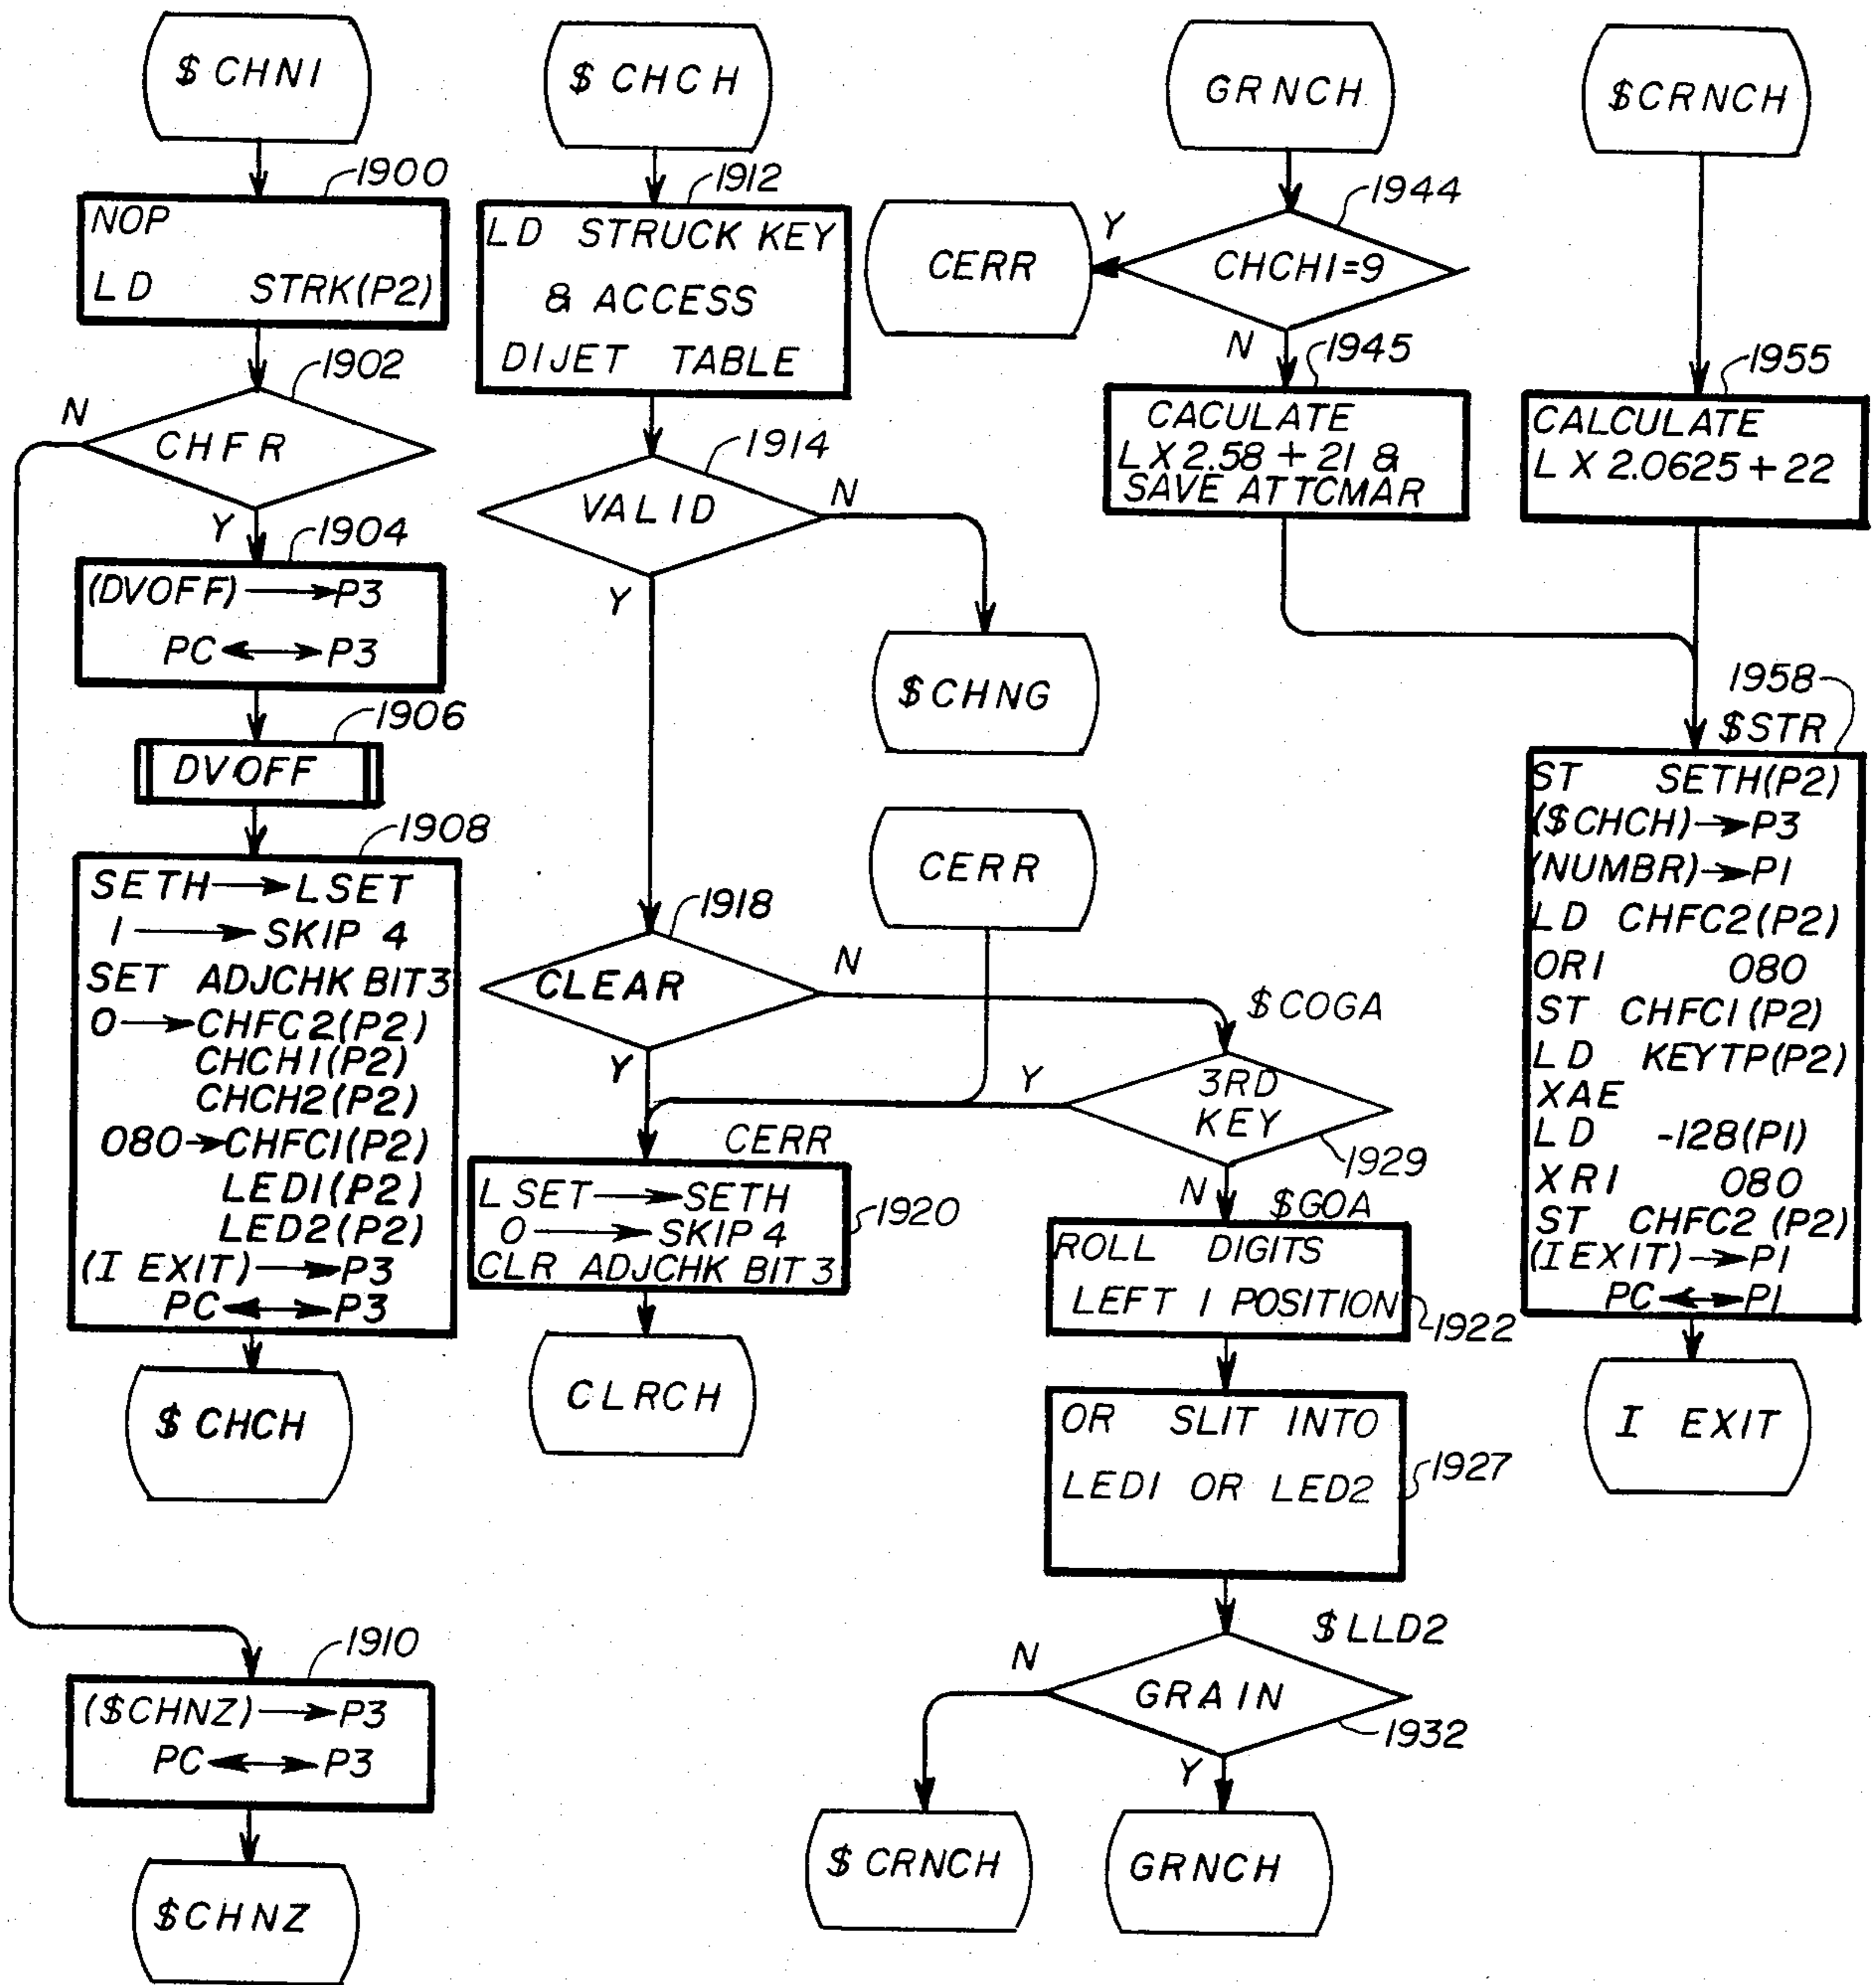 $ CHNI
1900
NOP
LD STRK(P2)
1902
CHFR
N
Y
1904
(DVOFF) → P3
PC ↔ P3
1906
DVOFF
1908
SETH → LSET
1 → SKIP 4
SET ADJCHK BIT3
0 → CHFC2(P2)
CHCH1(P2)
CHCH2(P2)
080 → CHFC1(P2)
LED1(P2)
LED2(P2)
(I EXIT) → P3
PC ↔ P3
$ CHCH
1910
($CHNZ) → P3
PC ↔ P3
$CHNZ
$ CHCH
1912
LD STRUCK KEY
& ACCESS
DIJET TABLE
1914
VALID
N
Y
$ CHNG
CERR
1918
CLEAR
N
Y
CERR
L SET → SETH
0 → SKIP 4
CLR ADJCHK BIT 3
1920
CLRCH
$ COGA
3RD
KEY
Y
1929
N
$GOA
ROLL DIGITS
LEFT 1 POSITION
1922
OR SLIT INTO
LED1 OR LED2
1927
$ LLD2
GRAIN
N
1932
Y
$ CRNCH
GRNCH
GRNCH
1944
CHCH1=9
Y
CERR
N
1945
CACULATE
L X 2.58 + 21 &
SAVE AT TCMAR
$CRNCH
1955
CALCULATE
L X 2.0625 + 22
1958
$STR
ST SETH(P2)
($CHCH) → P3
(NUMBR) → P1
LD CHFC2(P2)
ORI 080
ST CHFC1(P2)
LD KEYTP(P2)
XAE
LD -128(P1)
XRI 080
ST CHFC2 (P2)
(I EXIT) → P1
PC ↔ P1
I EXIT